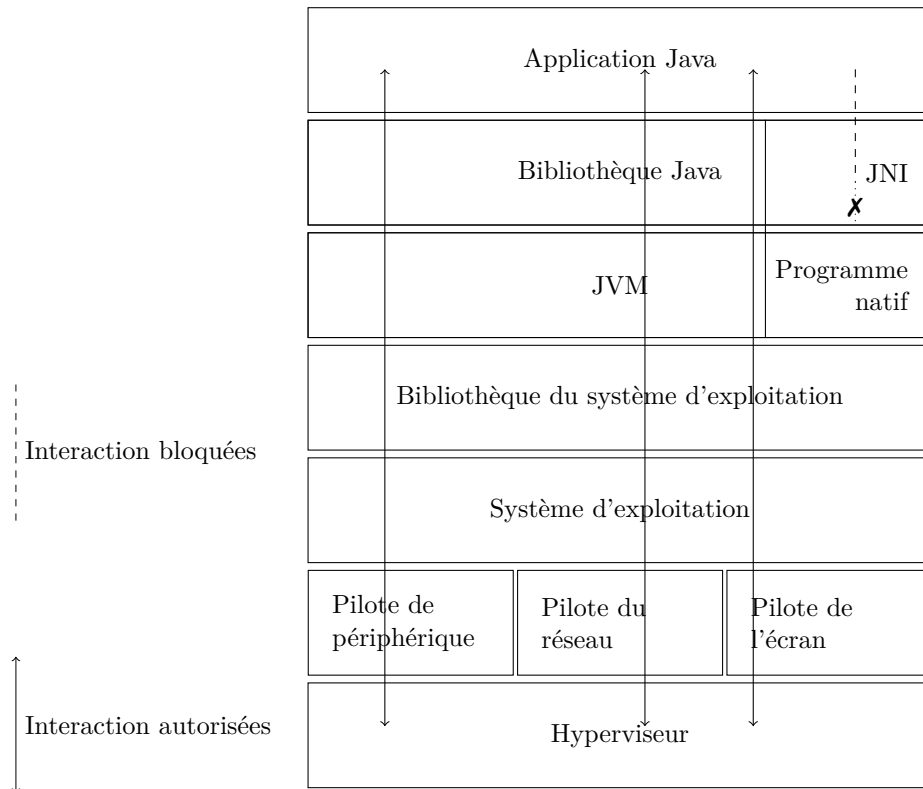 Application Java
Bibliothèque Java
JNI
JVM
Programme
natif
Bibliothèque du système d'exploitation
Interaction bloquées
Système d'exploitation
Pilote de
périphérique
Pilote du
réseau
Pilote de
l'écran
Interaction autorisées
Hyperviseur